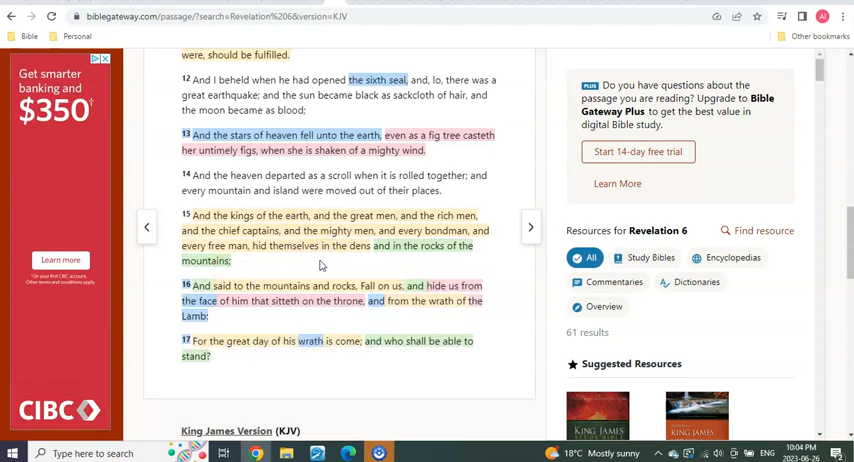 biblegateway.com/passage/?search=Revelation%206&version=KJV
AI
Bible
Personal
Other bookmarks
Get smarter
banking and
$350†
Learn more
*On your first CIBC account.
Other terms and conditions apply
CIBC
were, should be fulfilled.
12 And I beheld when he had opened the sixth seal, and, lo, there was a
great earthquake; and the sun became black as sackcloth of hair, and
the moon became as blood;
13 And the stars of heaven fell unto the earth, even as a fig tree casteth
her untimely figs, when she is shaken of a mighty wind.
14 And the heaven departed as a scroll when it is rolled together; and
every mountain and island were moved out of their places.
15 And the kings of the earth, and the great men, and the rich men,
and the chief captains, and the mighty men, and every bondman, and
every free man, hid themselves in the dens and in the rocks of the
mountains;
16 And said to the mountains and rocks, Fall on us, and hide us from
the face of him that sitteth on the throne, and from the wrath of the
Lamb:
17 For the great day of his wrath is come; and who shall be able to
stand?
King James Version (KJV)
PLUS Do you have questions about the
passage you are reading? Upgrade to Bible
Gateway Plus to get the best value in
digital Bible study.
Start 14-day free trial
Learn More
Resources for Revelation 6
Find resource
All
Study Bibles
Encyclopedias
Commentaries
Dictionaries
Overview
61 results
Suggested Resources
KING JAMES
KING JAMES
Type here to search
18°C Mostly sunny
ENG
10:04 PM
2023-06-26
2